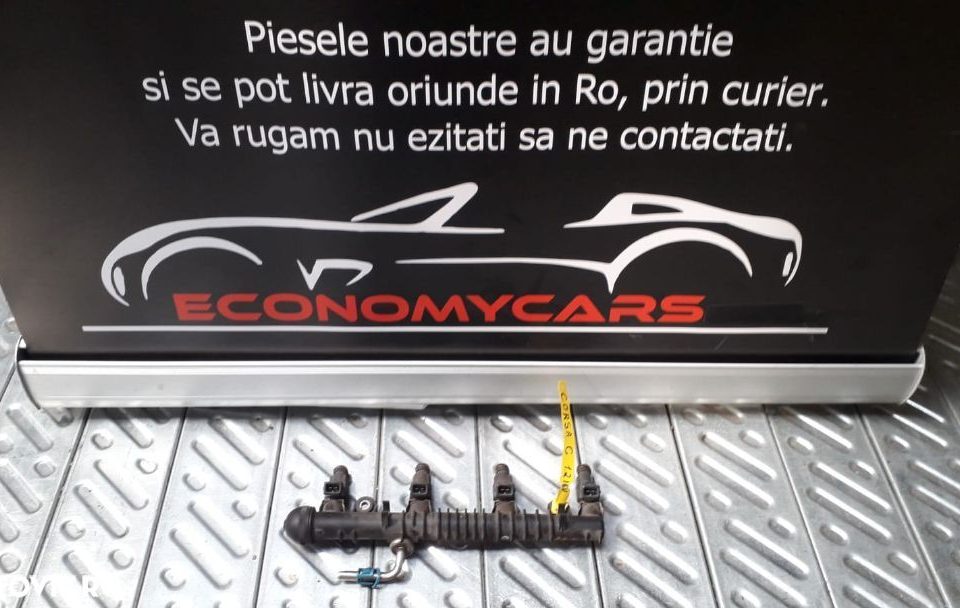 Piesele noastre au garantie
si se pot livra oriunde in Ro, prin curier.
Va rugam nu ezitati sa ne contactati.
ECONOMYCARS
CORSA C